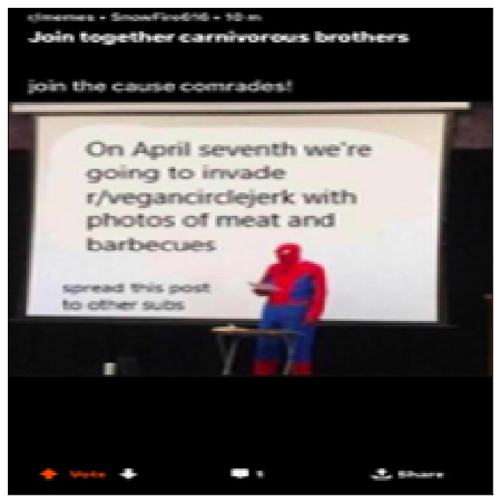 r/memes • SnowFire616 • 10 m
Join together carnivorous brothers
join the cause comrades!
On April seventh we're
going to invade
r/vegancirclejerk with
photos of meat and
barbecues
spread this post
to other subs
Vote
1
Share